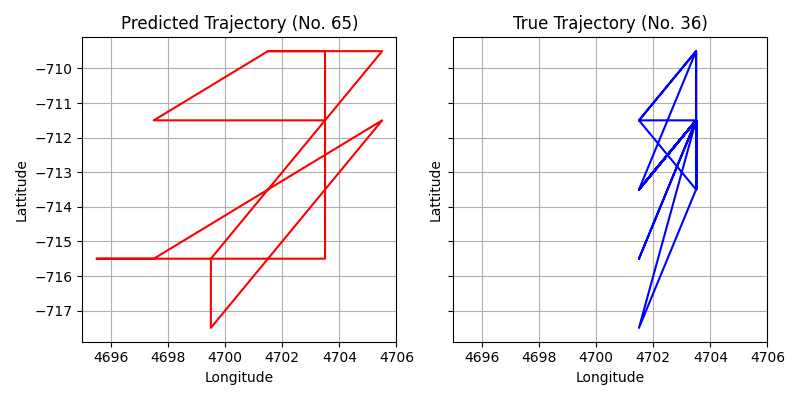 Predicted Trajectory (No. 65)
True Trajectory (No. 36)
Lattitude
−710
−711
−712
−713
−714
−715
−716
−717
4696 4698 4700 4702 4704 4706
Longitude
Lattitude
4696 4698 4700 4702 4704 4706
Longitude